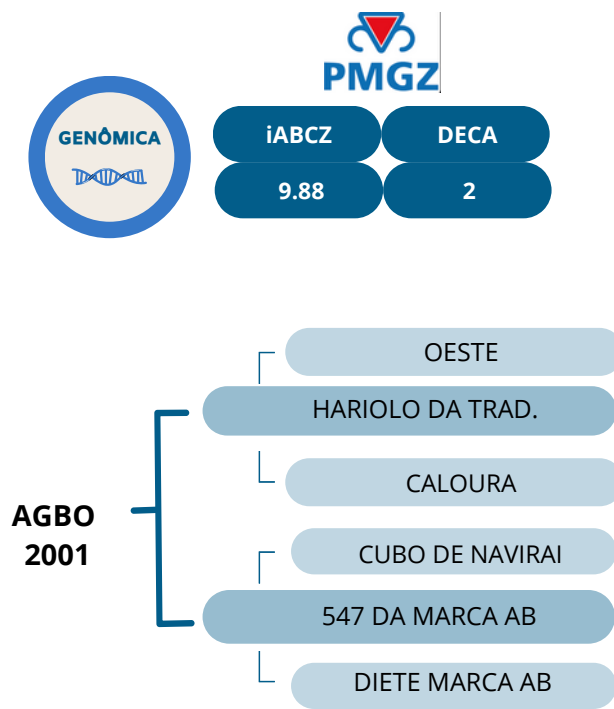 PMGZ
GENÔMICA
iABCZ
DECA
9.88
2
OESTE
HARIOLO DA TRAD.
CALOURA
AGBO
2001
CUBO DE NAVIRAI
547 DA MARCA AB
DIETE MARCA AB